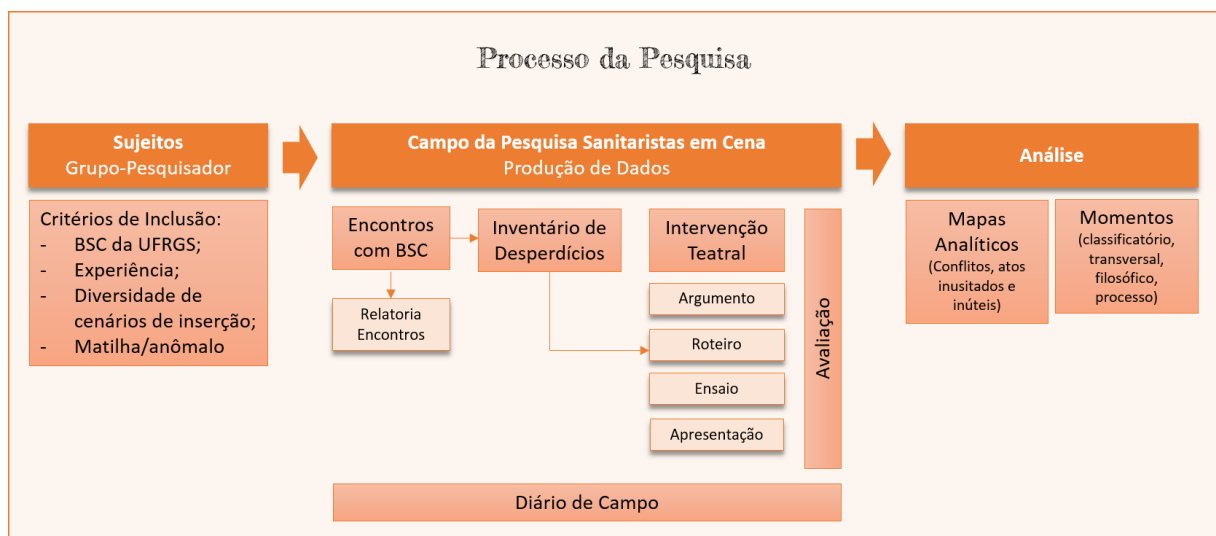 Processo da Pesquisa
Sujeitos
Grupo-Pesquisador
Critérios de Inclusão:
- BSC da UFRGS;
- Experiência;
- Diversidade de
cenários de inserção;
- Matilha/anômalo
Campo da Pesquisa Sanitaristas em Cena
Produção de Dados
Encontros
com BSC
Relatoria
Encontros
Inventário de
Desperdícios
Intervenção
Teatral
Argumento
Roteiro
Ensaio
Apresentação
Avaliação
Diário de Campo
Análise
Mapas
Analíticos
(Conflitos, atos
inusitados e
inúteis)
Momentos
(classificatório,
transversal,
filosófico,
processo)